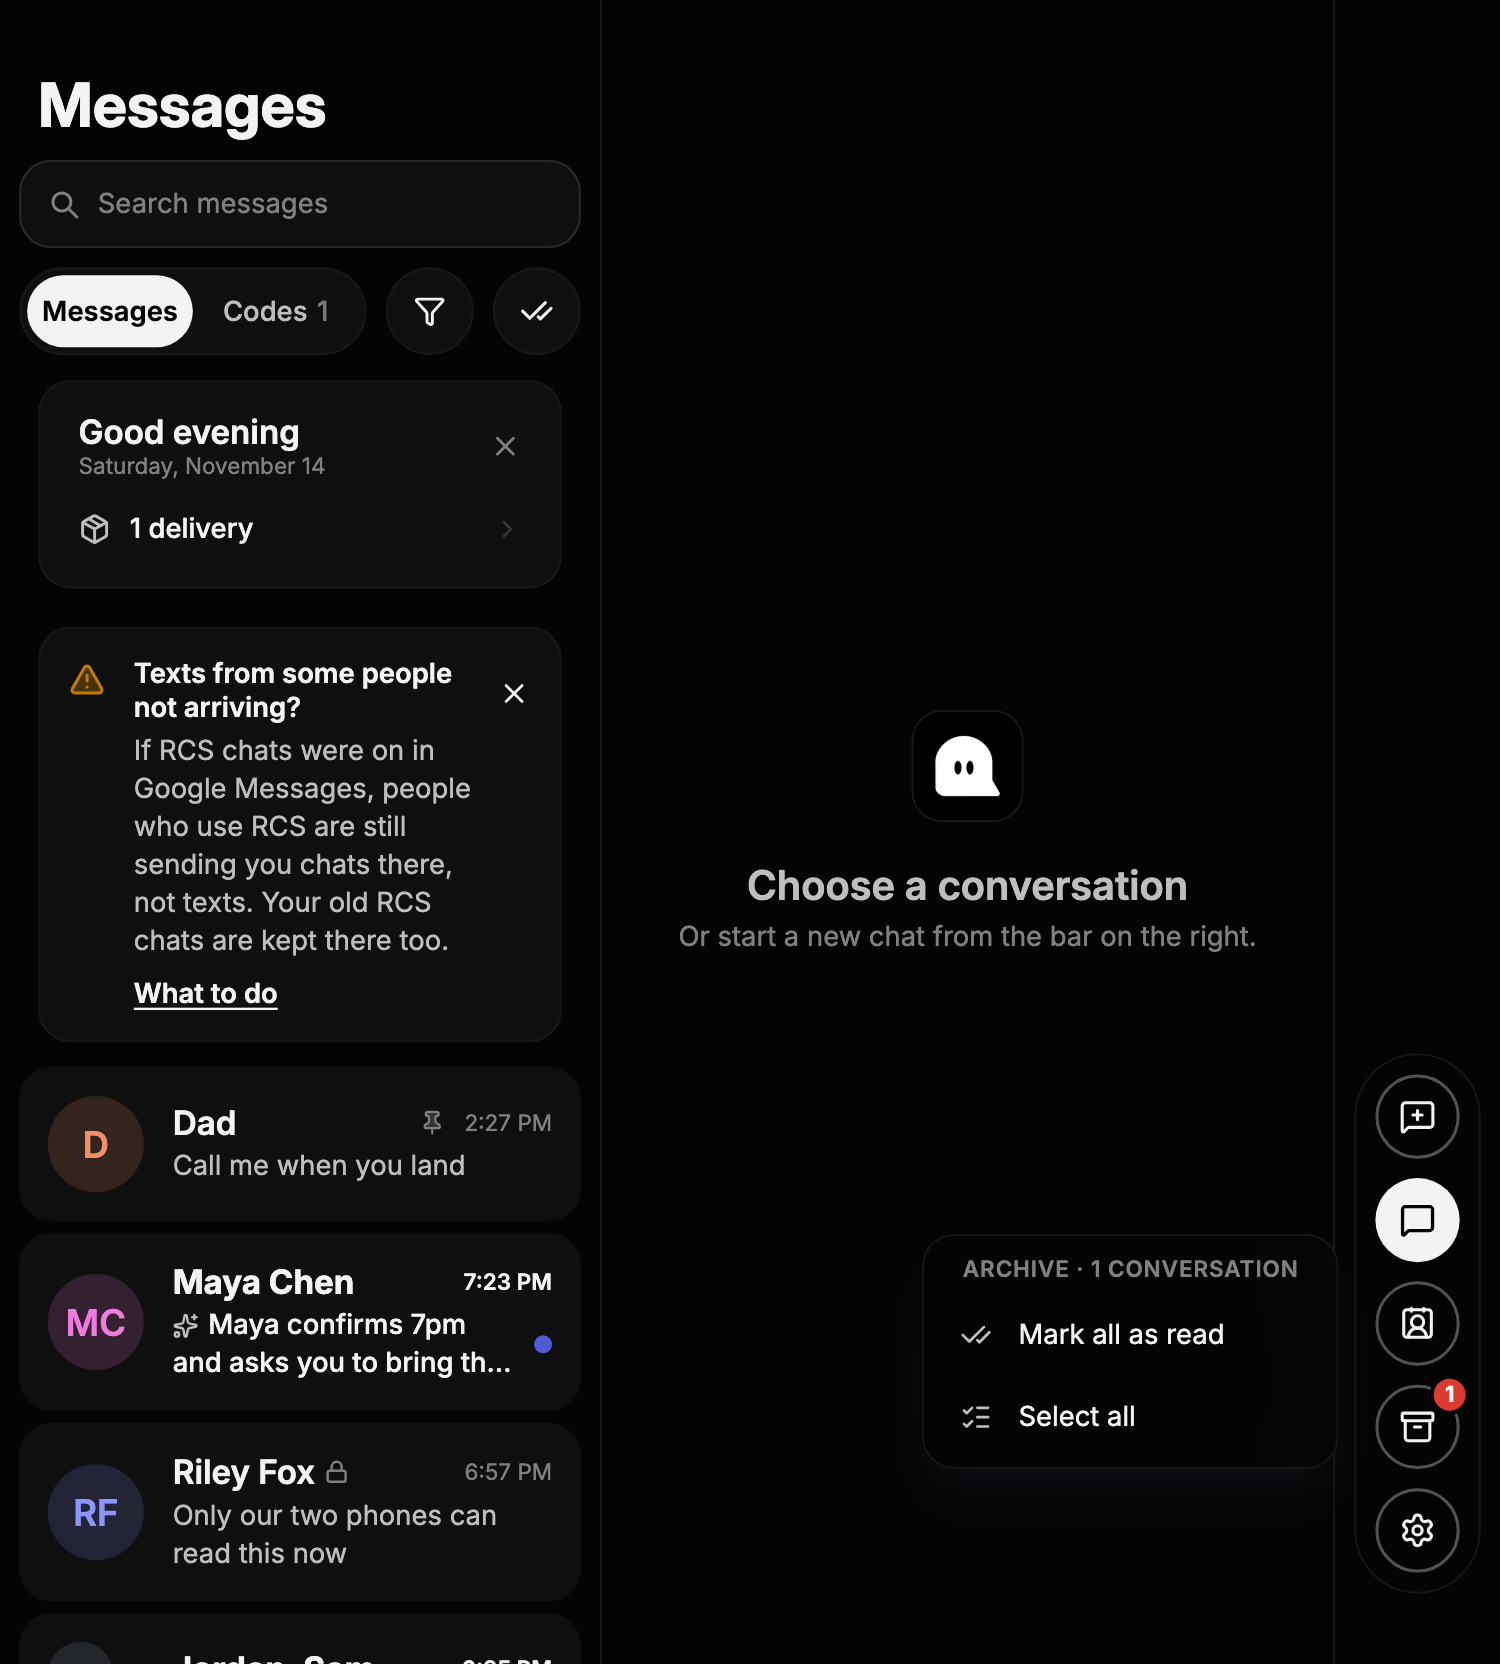 Messages
Search messages
Messages
Codes 1
Good evening
Saturday, November 14
1 delivery
Texts from some people
not arriving?
If RCS chats were on in
Google Messages, people
who use RCS are still
sending you chats there,
not texts. Your old RCS
chats are kept there too.
What to do
D
Dad
2:27 PM
Call me when you land
MC
Maya Chen
7:23 PM
Maya confirms 7pm
and asks you to bring th...
RF
Riley Fox
6:57 PM
Only our two phones can
read this now
Choose a conversation
Or start a new chat from the bar on the right.
ARCHIVE · 1 CONVERSATION
Mark all as read
Select all
1